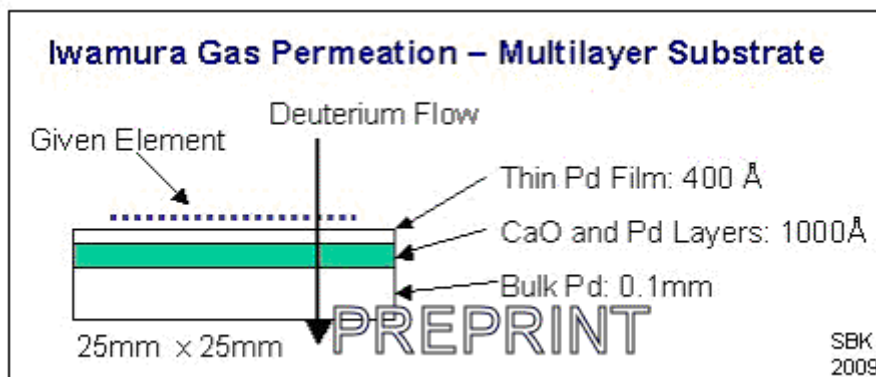 Iwamura Gas Permeation – Multilayer Substrate
Deuterium Flow
Given Element
Thin Pd Film: 400 Å
CaO and Pd Layers: 1000Å
Bulk Pd: 0.1mm
PREPRINT
25mm x 25mm
SBK
2009